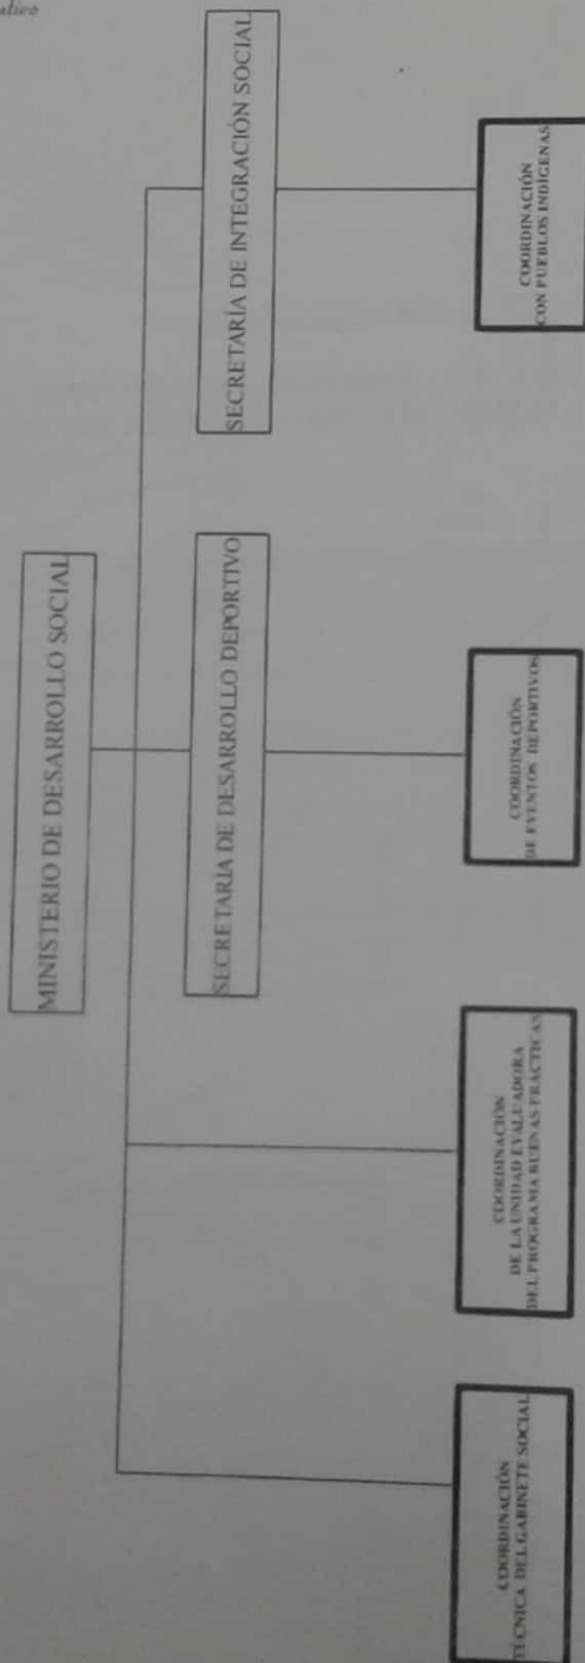 MINISTERIO DE DESARROLLO SOCIAL
SECRETARÍA DE DESARROLLO DEPORTIVO
SECRETARÍA DE INTEGRACIÓN SOCIAL
COORDINACIÓN
TÉCNICA DEL GABINETE SOCIAL
COORDINACIÓN
DE LA UNIDAD EVALUADORA
DEL PROGRAMA BUENAS PRÁCTICAS
COORDINACIÓN
DE EVENTOS DEPORTIVOS
COORDINACIÓN
CON PUEBLOS INDÍGENAS